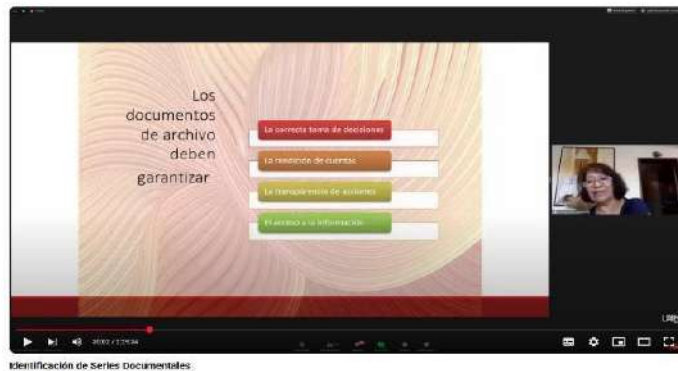 Los
documentos
de archivo
deben
garantizar
La correcta toma de decisiones
La rendición de cuentas
La transparencia de acciones
El acceso a la información
Identificación de Series Documentales